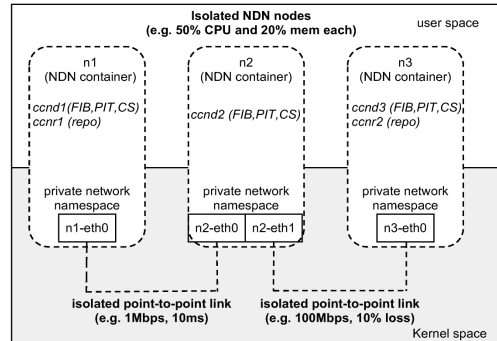 Isolated NDN nodes
(e.g. 50% CPU and 20% mem each)
user space
n1
(NDN container)
ccnd1(FIB,PIT,CS)
ccnr1 (repo)
private network
namespace
n1-eth0
n2
(NDN container)
ccnd2 (FIB,PIT,CS)
private network
namespace
n2-eth0
n2-eth1
n3
(NDN container)
ccnd3 (FIB,PIT,CS)
ccnr2 (repo)
private network
namespace
n3-eth0
isolated point-to-point link
(e.g. 1Mbps, 10ms)
isolated point-to-point link
(e.g. 100Mbps, 10% loss)
Kernel space